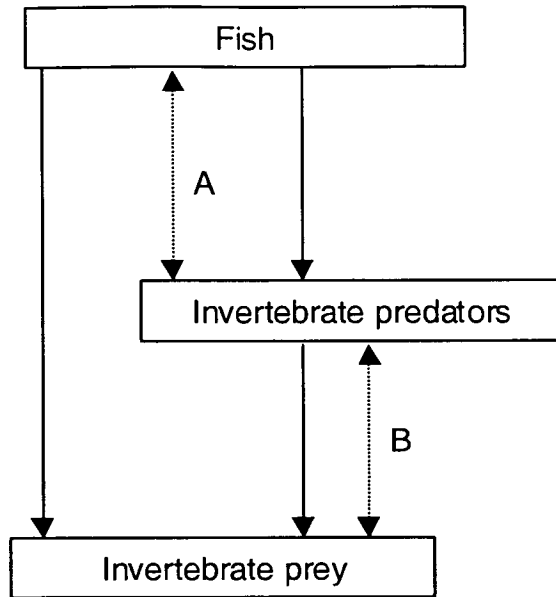 Fish
A
Invertebrate predators
B
Invertebrate prey